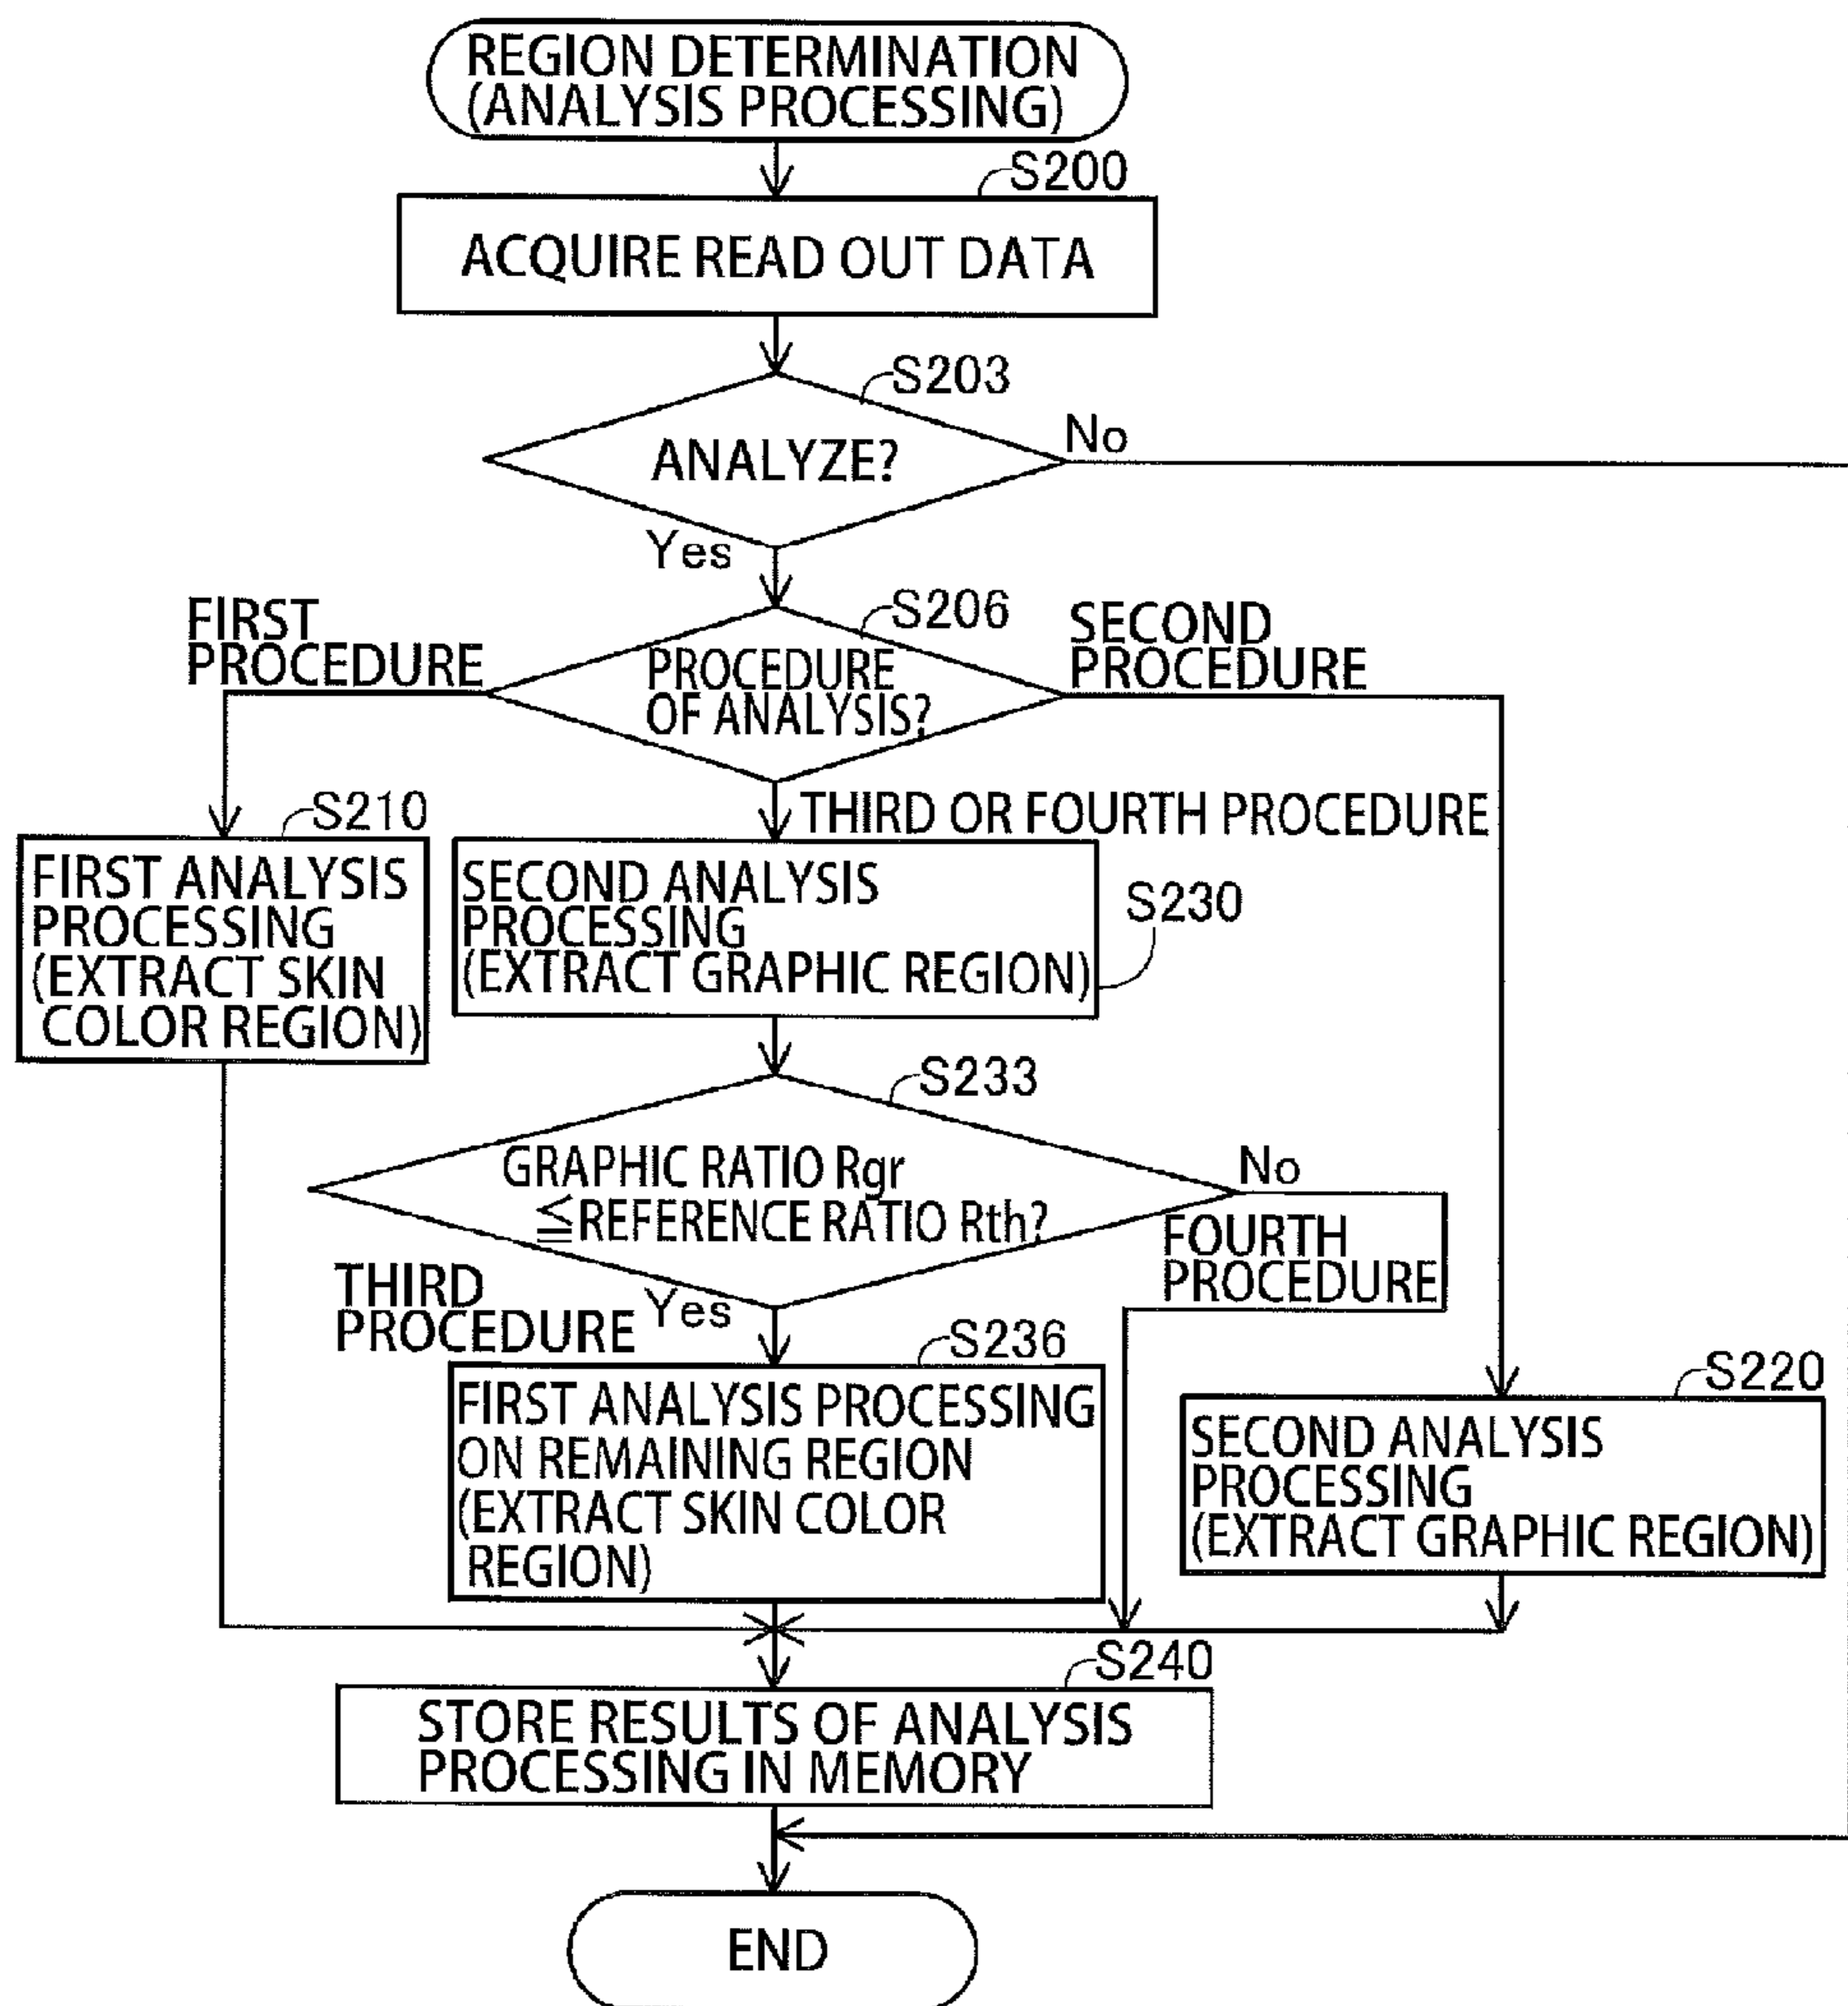 REGION DETERMINATION
(ANALYSIS PROCESSING)
S200
ACQUIRE READ OUT DATA
S203
ANALYZE?
No
Yes
FIRST
PROCEDURE
S206
PROCEDURE
OF ANALYSIS?
SECOND
PROCEDURE
S210
FIRST ANALYSIS
PROCESSING
(EXTRACT SKIN
COLOR REGION)
THIRD OR FOURTH PROCEDURE
SECOND ANALYSIS
PROCESSING
(EXTRACT GRAPHIC REGION)
S230
S233
GRAPHIC RATIO Rgr
≦REFERENCE RATIO Rth?
No
FOURTH
PROCEDURE
THIRD
PROCEDURE
Yes
S236
FIRST ANALYSIS PROCESSING
ON REMAINING REGION
(EXTRACT SKIN COLOR
REGION)
S220
SECOND ANALYSIS
PROCESSING
(EXTRACT GRAPHIC REGION)
S240
STORE RESULTS OF ANALYSIS
PROCESSING IN MEMORY
END